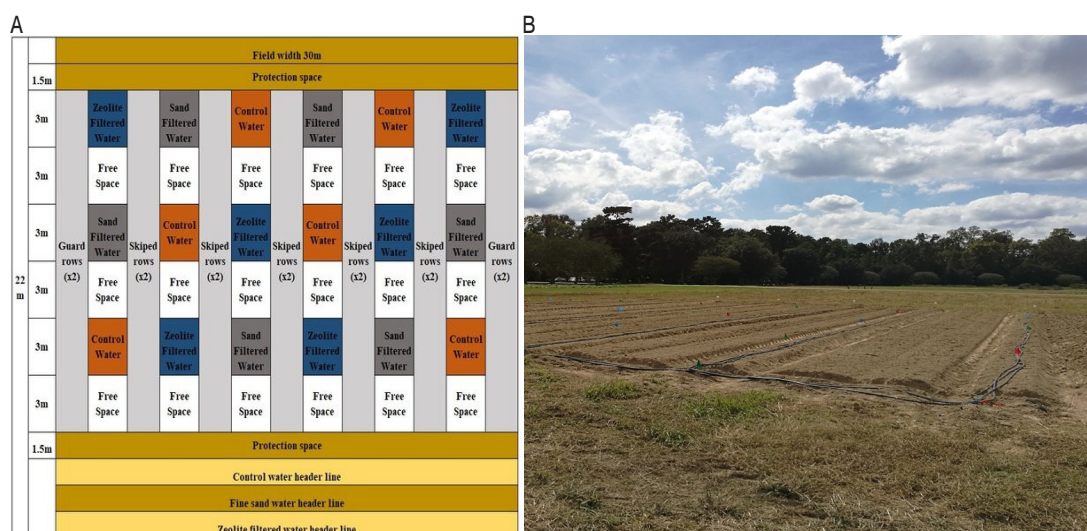 A
B
Field width 30m
1.5m
Protection space
3m
Zeolite
Filtered
Water
Sand
Filtered
Water
Control
Water
Sand
Filtered
Water
Control
Water
Zeolite
Filtered
Water
3m
Free
Space
Free
Space
Free
Space
Free
Space
Free
Space
Free
Space
3m
Guard
rows
(x2)
Sand
Filtered
Water
Skiped
rows
(x2)
Control
Water
Skiped
rows
(x2)
Zeolite
Filtered
Water
Skiped
rows
(x2)
Control
Water
Skiped
rows
(x2)
Zeolite
Filtered
Water
Skiped
rows
(x2)
Sand
Filtered
Water
Guard
rows
(x2)
22
m
3m
Free
Space
Free
Space
Free
Space
Free
Space
Free
Space
Free
Space
3m
Control
Water
Zeolite
Filtered
Water
Sand
Filtered
Water
Zeolite
Filtered
Water
Sand
Filtered
Water
Control
Water
3m
Free
Space
Free
Space
Free
Space
Free
Space
Free
Space
Free
Space
1.5m
Protection space
Control water header line
Fine sand water header line
Zeolite filtered water header line